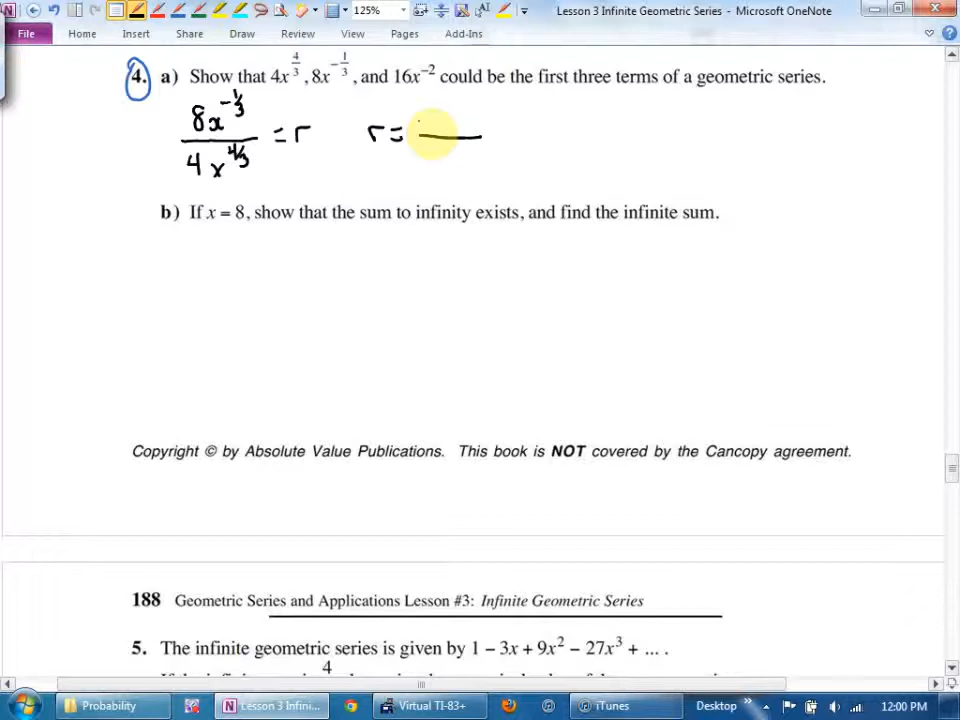 125%
Lesson 3 Infinite Geometric Series - Microsoft OneNote
File Home Insert Share Draw Review Pages View Add-Ins
4. a) Show that 4x^{4/3}, 8x^{-1/3}, and 16x^{-2} could be the first three terms of a geometric series.
8x^{-1/3} / 4x^{4/3} = r r =
b) If x = 8, show that the sum to infinity exists, and find the infinite sum.
Copyright © by Absolute Value Publications. This book is NOT covered by the Cancopy agreement.
188 Geometric Series and Applications Lesson #3: Infinite Geometric Series
5. The infinite geometric series is given by 1 − 3x + 9x² − 27x³ + ... .
4
Probability Lesson 3 Infini... Virtual TI-83+ iTunes Desktop 12:00 PM